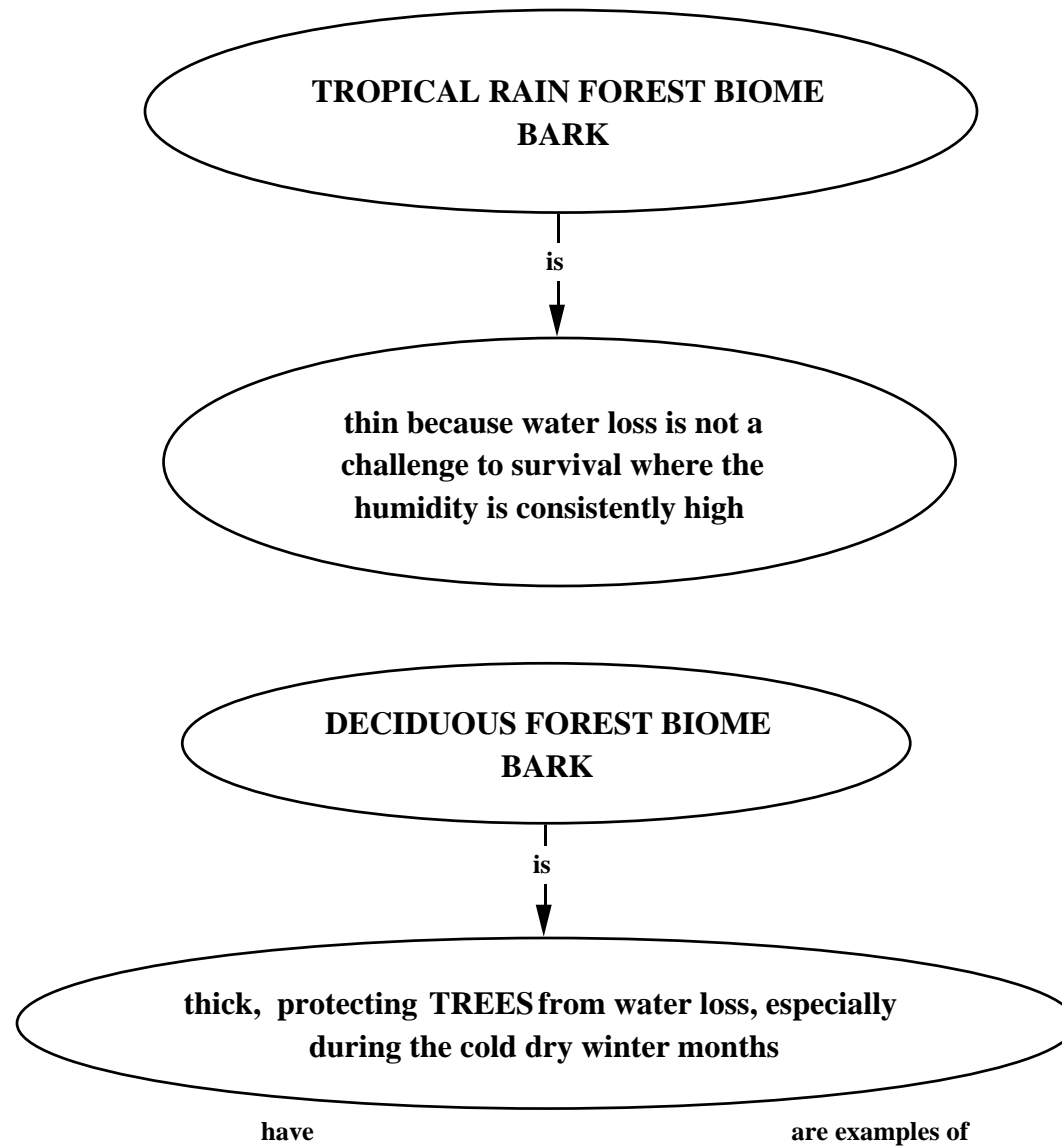 TROPICAL RAIN FOREST BIOME
BARK
is
thin because water loss is not a
challenge to survival where the
humidity is consistently high
DECIDUOUS FOREST BIOME
BARK
is
thick, protecting TREES from water loss, especially
during the cold dry winter months
have are examples of